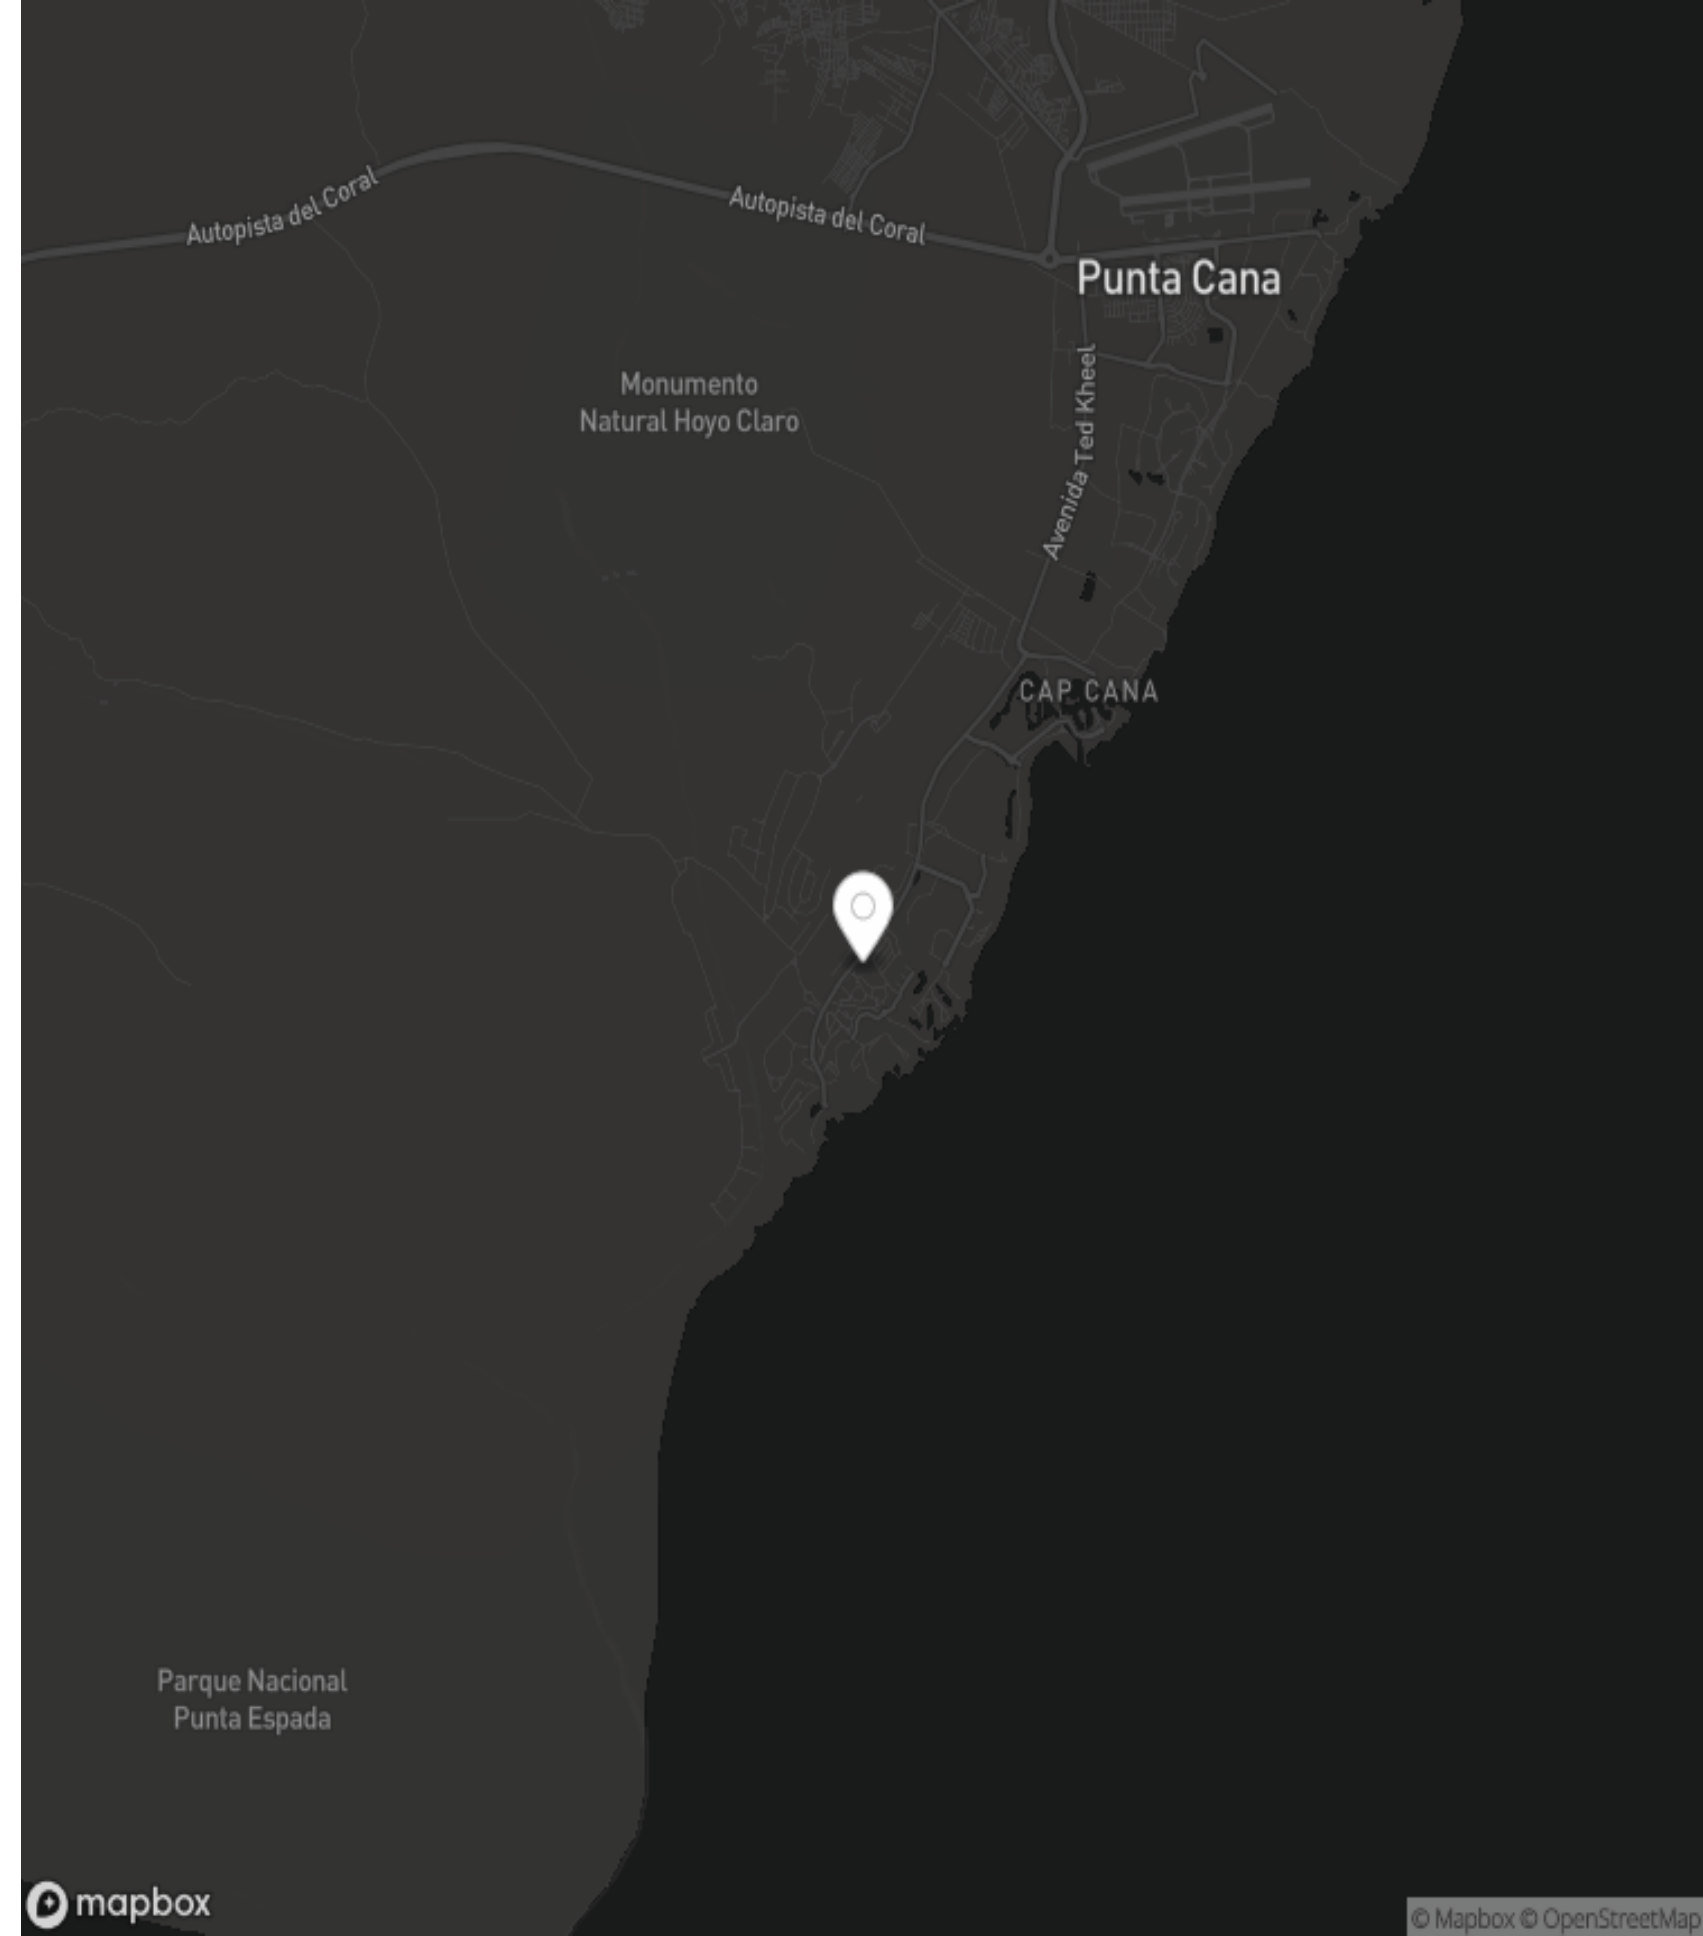 Autopista del Coral
Autopista del Coral
Punta Cana
Monumento
Natural Hoyo Claro
Avenida Ted Kheel
CAP CANA
Parque Nacional
Punta Espada
mapbox
© Mapbox © OpenStreetMap